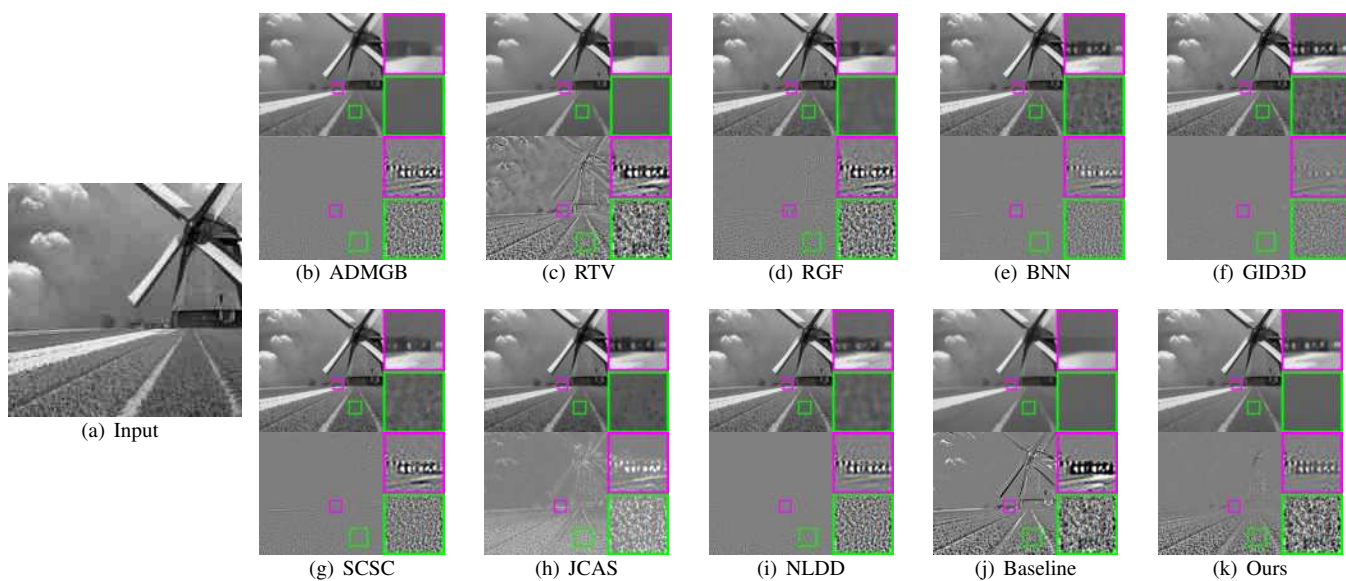 (a) Input
(b) ADMGB
(c) RTV
(d) RGF
(e) BNN
(f) GID3D
(g) SCSC
(h) JCAS
(i) NLDD
(j) Baseline
(k) Ours